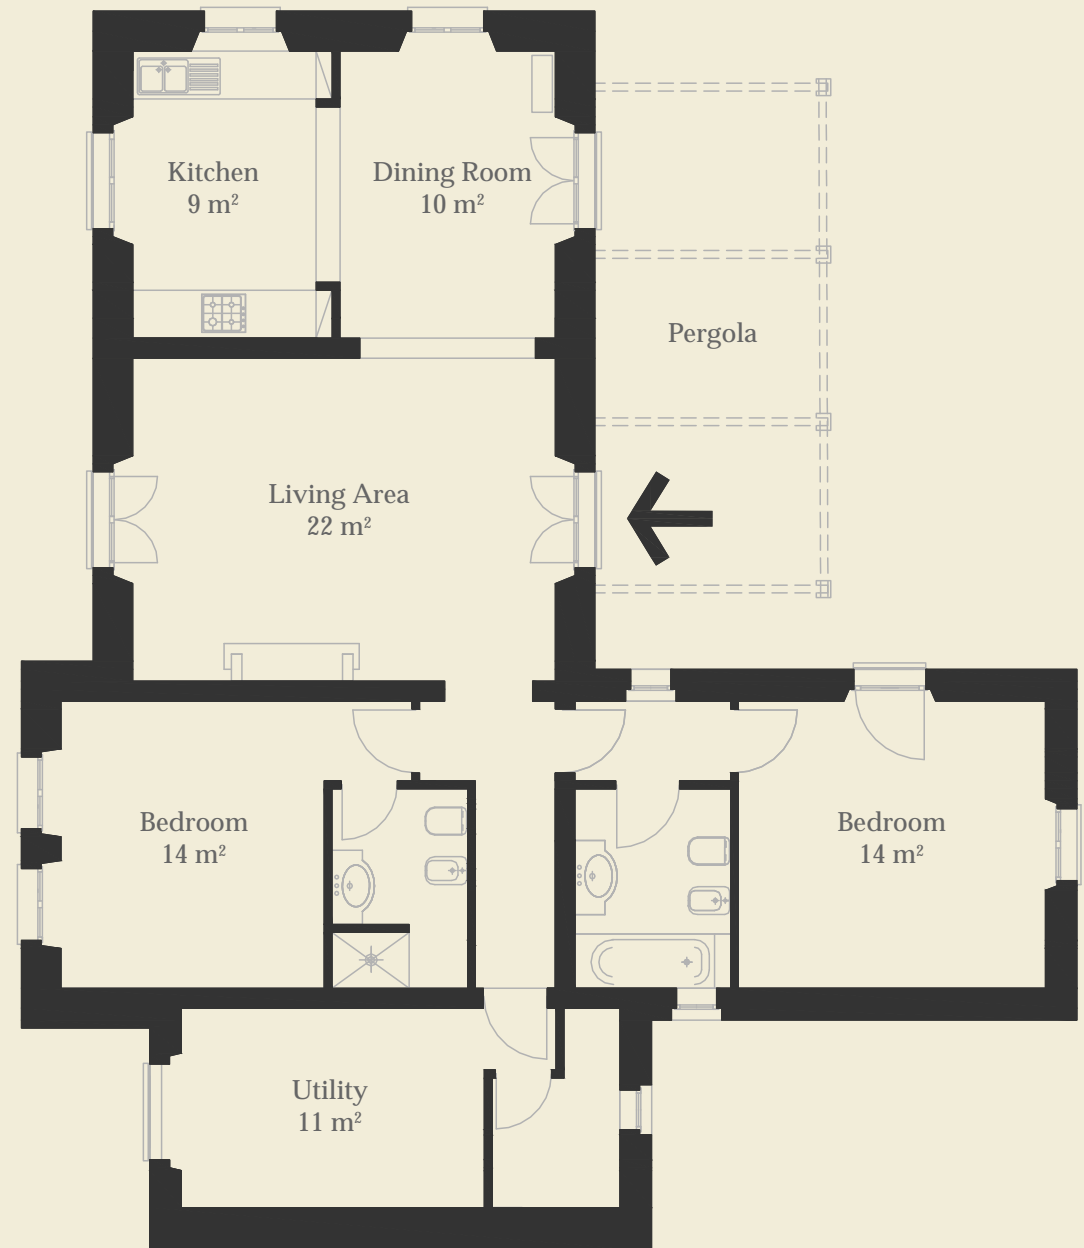 Kitchen
9 m²
Dining Room
10 m²
Pergola
Living Area
22 m²
Bedroom
14 m²
Bedroom
14 m²
Utility
11 m²